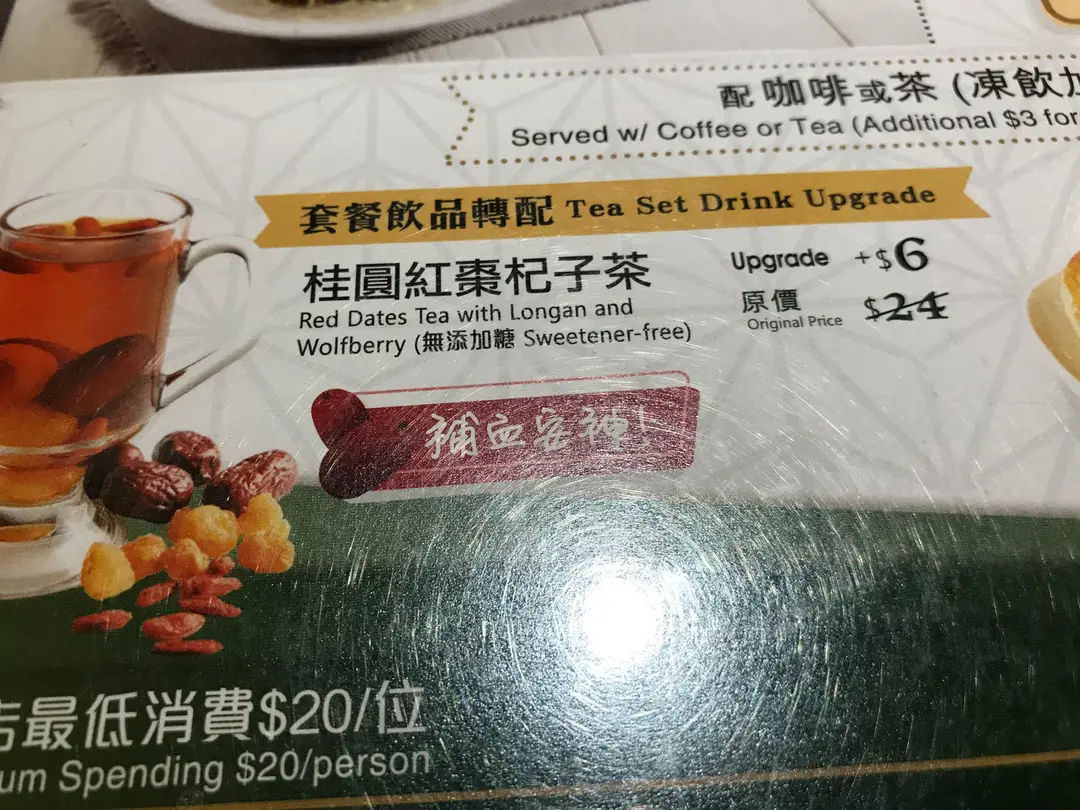 配 咖啡或茶 (凍飲
Served w/ Coffee or Tea (Additional $3 for
套餐飲品轉配 Tea Set Drink Upgrade
桂圓紅棗杞子茶
Red Dates Tea with Longan and
Wolfberry (無添加糖 Sweetener-free)
Upgrade +$6
原價 $24
Original Price
補血安神!
最低消費$20/位
um Spending $20/person